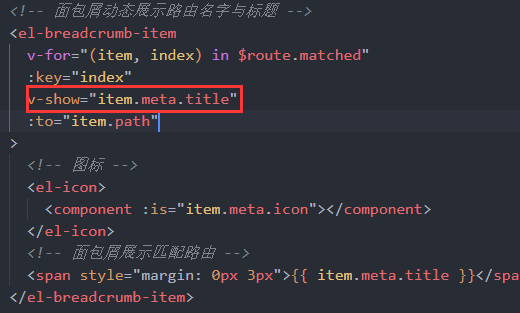 <!-- 面包屑动态展示路由名字与标题 -->
<el-breadcrumb-item
v-for="(item, index) in $route.matched"
:key="index"
v-show="item.meta.title"
:to="item.path"
>
<!-- 图标 -->
<el-icon>
<component :is="item.meta.icon"></component>
</el-icon>
<!-- 面包屑展示匹配路由 -->
<span style="margin: 0px 3px">{{ item.meta.title }}</spa
</el-breadcrumb-item>